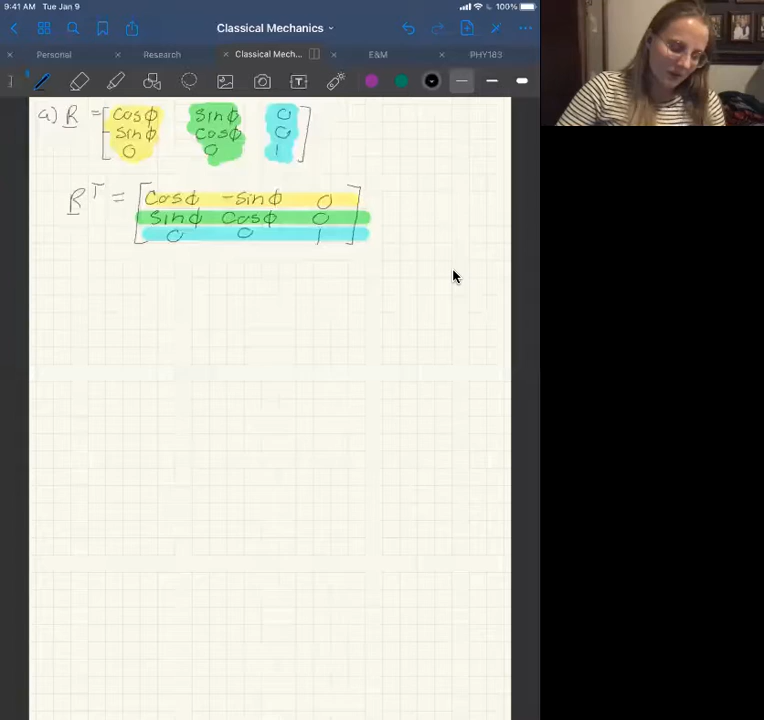 9:41 AM Tue Jan 9 100%
Classical Mechanics
Personal Research Classical Mech... E&M PHY183
a) R = [cosϕ sinϕ 0
-sinϕ cosϕ 0
0 0 1]
R^T = [cosϕ -sinϕ 0
sinϕ cosϕ 0
0 0 1]